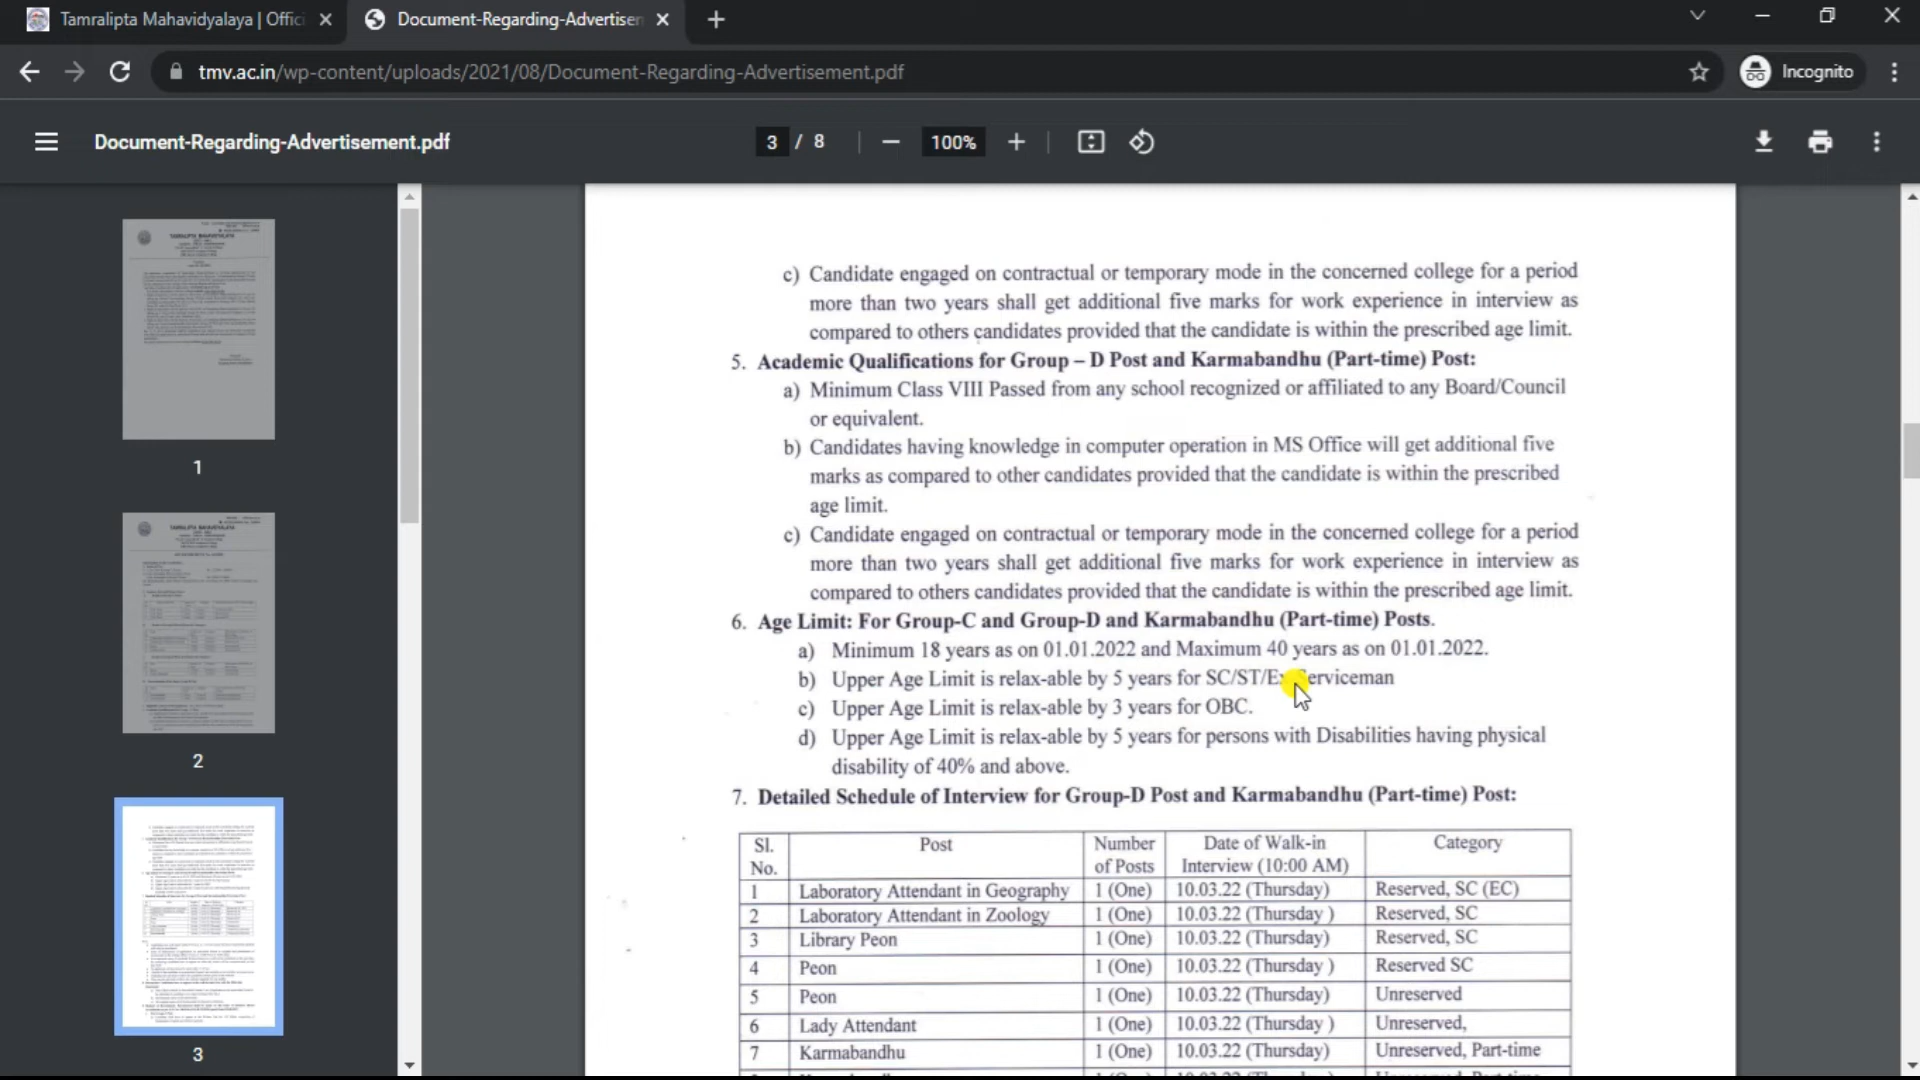 Tamralipta Mahavidyalaya | Offici
Document-Regarding-Advertisen
tmv.ac.in/wp-content/uploads/2021/08/Document-Regarding-Advertisement.pdf
Incognito
Document-Regarding-Advertisement.pdf
3 / 8
100%
1
2
3
c) Candidate engaged on contractual or temporary mode in the concerned college for a period
more than two years shall get additional five marks for work experience in interview as
compared to others candidates provided that the candidate is within the prescribed age limit.
5. Academic Qualifications for Group – D Post and Karmabandhu (Part-time) Post:
a) Minimum Class VIII Passed from any school recognized or affiliated to any Board/Council
or equivalent.
b) Candidates having knowledge in computer operation in MS Office will get additional five
marks as compared to other candidates provided that the candidate is within the prescribed
age limit.
c) Candidate engaged on contractual or temporary mode in the concerned college for a period
more than two years shall get additional five marks for work experience in interview as
compared to others candidates provided that the candidate is within the prescribed age limit.
6. Age Limit: For Group-C and Group-D and Karmabandhu (Part-time) Posts.
a) Minimum 18 years as on 01.01.2022 and Maximum 40 years as on 01.01.2022.
b) Upper Age Limit is relax-able by 5 years for SC/ST/Ex-Serviceman
c) Upper Age Limit is relax-able by 3 years for OBC.
d) Upper Age Limit is relax-able by 5 years for persons with Disabilities having physical
disability of 40% and above.
7. Detailed Schedule of Interview for Group-D Post and Karmabandhu (Part-time) Post:
Sl. No. Post Number of Posts Date of Walk-in Interview (10:00 AM) Category
1 Laboratory Attendant in Geography 1 (One) 10.03.22 (Thursday) Reserved, SC (EC)
2 Laboratory Attendant in Zoology 1 (One) 10.03.22 (Thursday ) Reserved, SC
3 Library Peon 1 (One) 10.03.22 (Thursday) Reserved, SC
4 Peon 1 (One) 10.03.22 (Thursday ) Reserved SC
5 Peon 1 (One) 10.03.22 (Thursday) Unreserved
6 Lady Attendant 1 (One) 10.03.22 (Thursday ) Unreserved,
7 Karmabandhu 1 (One) 10.03.22 (Thursday) Unreserved, Part-time